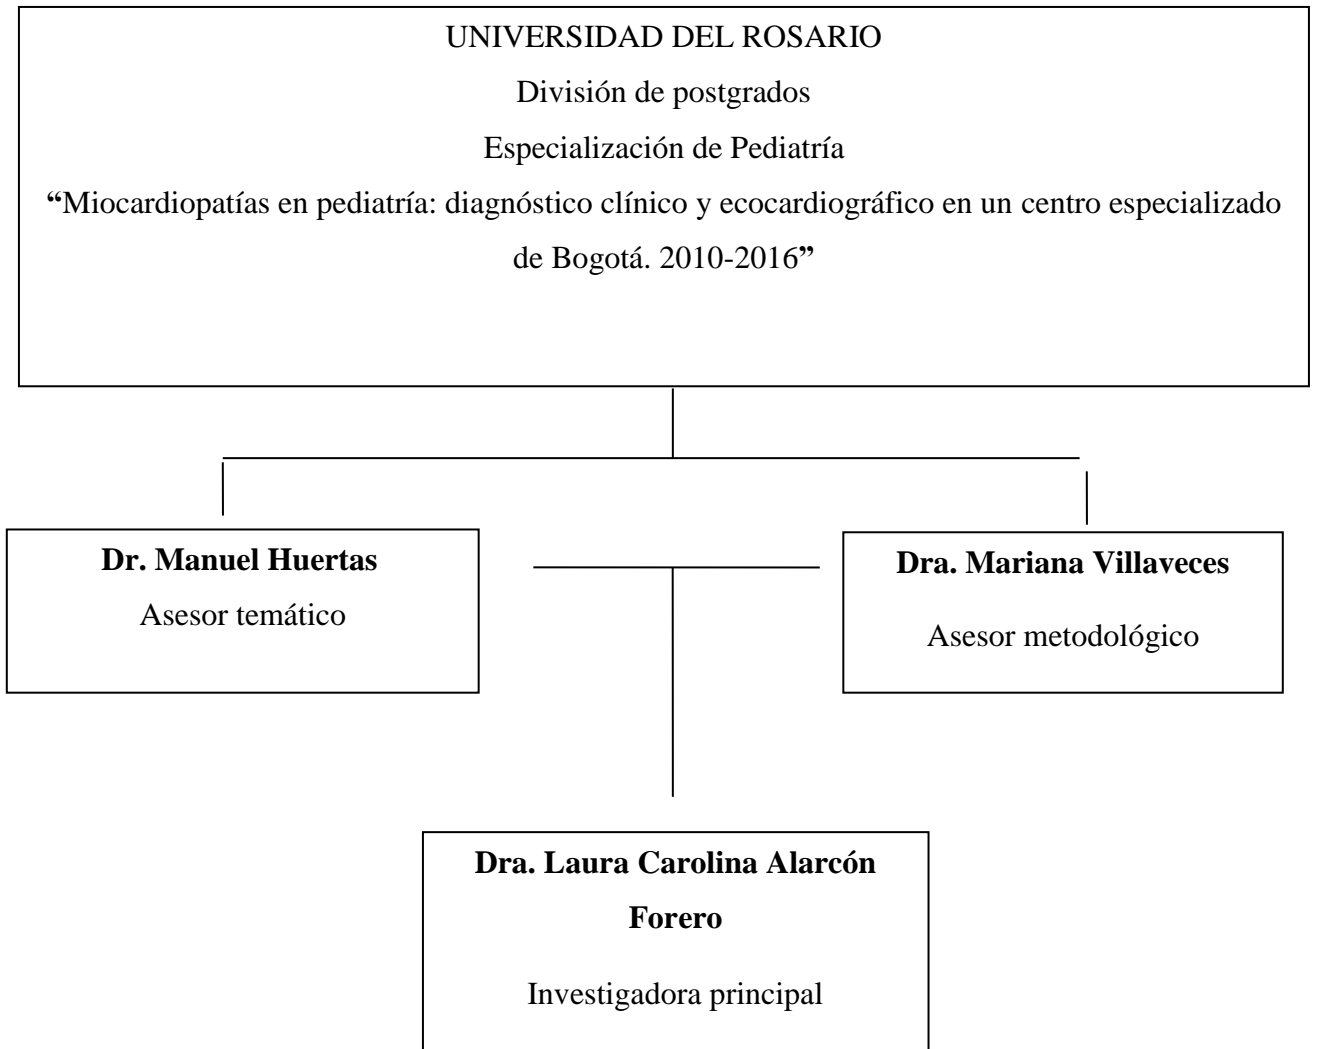 UNIVERSIDAD DEL ROSARIO
División de postgrados
Especialización de Pediatría
“Miocardiopatías en pediatría: diagnóstico clínico y ecocardiográfico en un centro especializado
de Bogotá. 2010-2016”
Dr. Manuel Huertas
Asesor temático
Dra. Mariana Villaveces
Asesor metodológico
Dra. Laura Carolina Alarcón
Forero
Investigadora principal